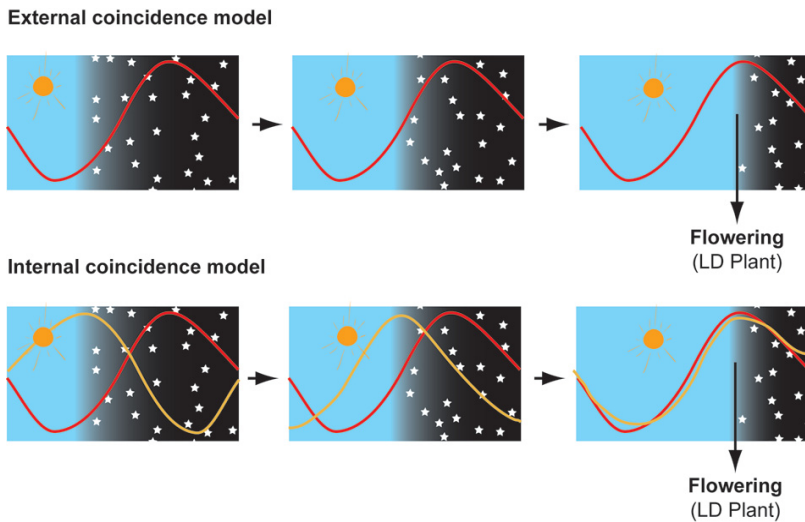 External coincidence model
Flowering
(LD Plant)
Internal coincidence model
Flowering
(LD Plant)